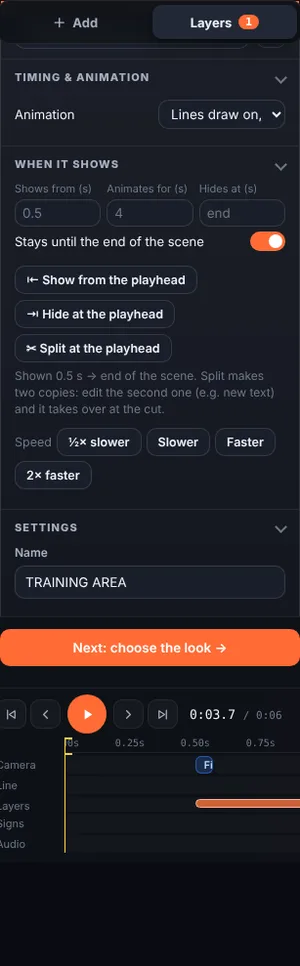 + Add
Layers 1
TIMING & ANIMATION
Animation
Lines draw on,
WHEN IT SHOWS
Shows from (s) Animates for (s) Hides at (s)
0.5 4 end
Stays until the end of the scene
⇤ Show from the playhead
⇥ Hide at the playhead
✂ Split at the playhead
Shown 0.5 s → end of the scene. Split makes
two copies: edit the second one (e.g. new text)
and it takes over at the cut.
Speed ½× slower Slower Faster
2× faster
SETTINGS
Name
TRAINING AREA
Next: choose the look →
0:03.7 / 0:06
0s 0.25s 0.50s 0.75s
Camera Fi
Line
Layers
Signs
Audio